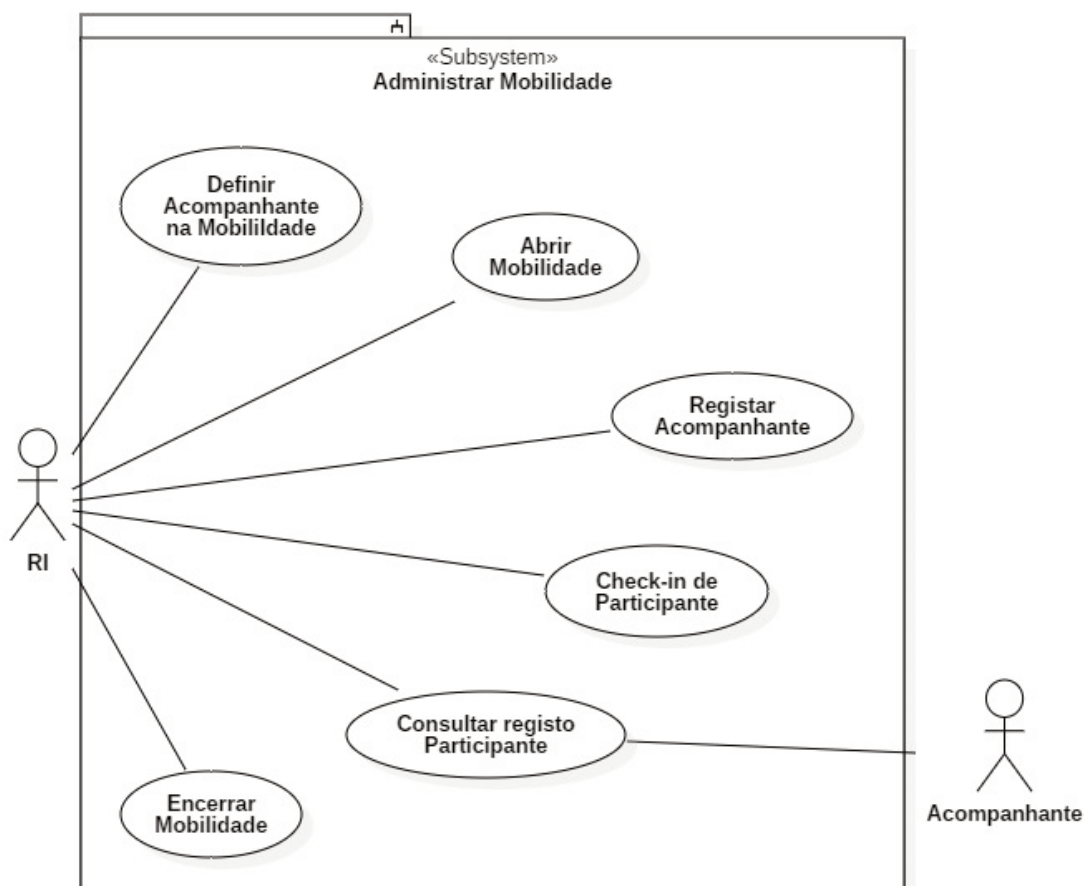 «Subsystem»
Administrar Mobilidade
Definir
Acompanhante
na Mobilildade
Abrir
Mobilidade
Registar
Acompanhante
RI
Check-in de
Participante
Consultar registo
Participante
Encerrar
Mobilidade
Acompanhante